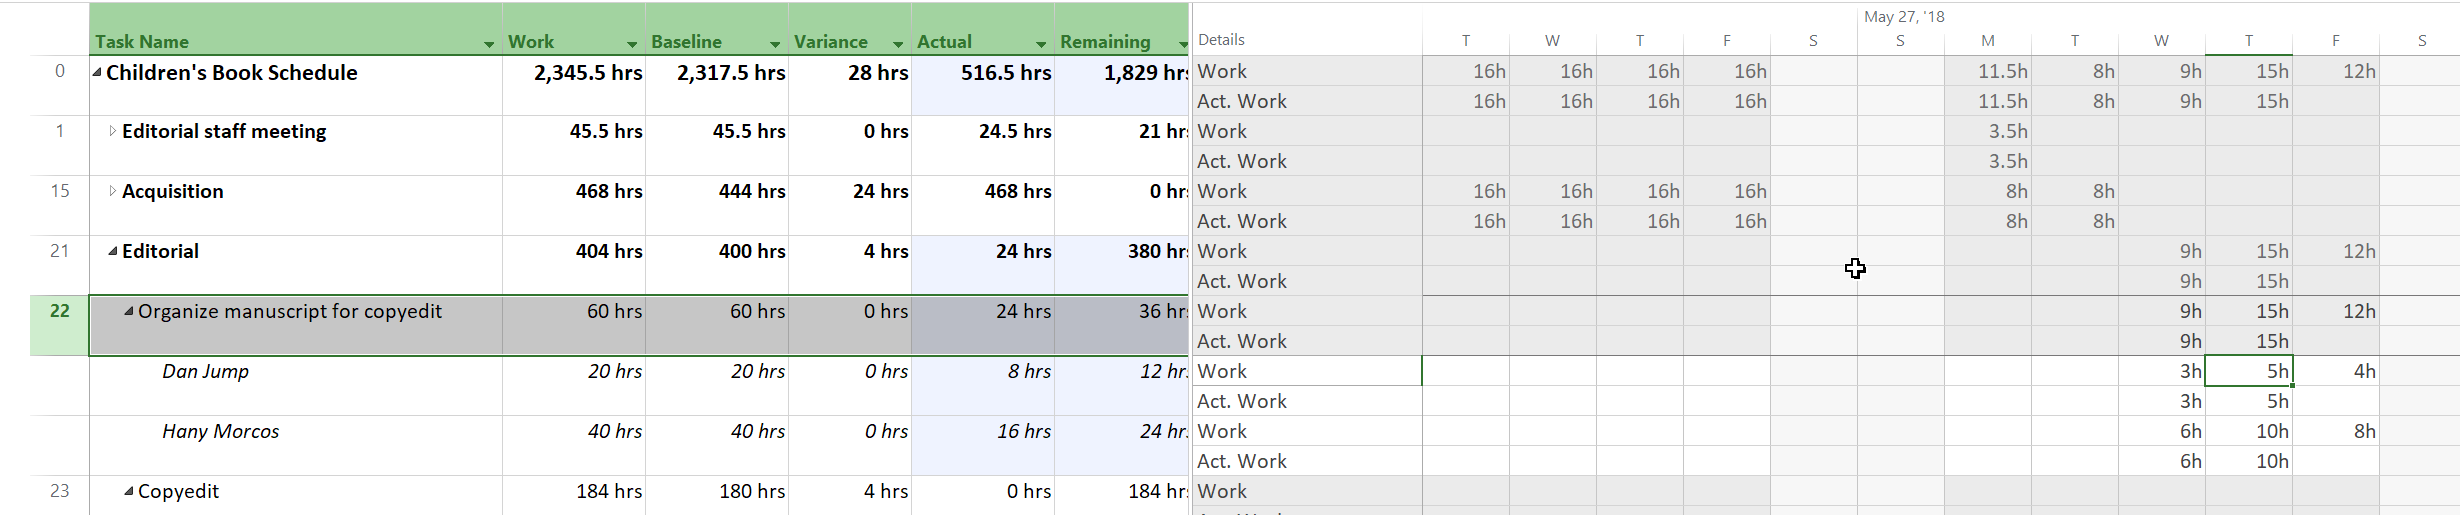 May 27, '18
Task Name Work Baseline Variance Actual Remaining Details T W T F S S M T W T F S
0 Children's Book Schedule 2,345.5 hrs 2,317.5 hrs 28 hrs 516.5 hrs 1,829 hrs Work 16h 16h 16h 16h 11.5h 8h 9h 15h 12h
Act. Work 16h 16h 16h 16h 11.5h 8h 9h 15h
1 Editorial staff meeting 45.5 hrs 45.5 hrs 0 hrs 24.5 hrs 21 hrs Work 3.5h
Act. Work 3.5h
15 Acquisition 468 hrs 444 hrs 24 hrs 468 hrs 0 hrs Work 16h 16h 16h 16h 8h 8h
Act. Work 16h 16h 16h 16h 8h 8h
21 Editorial 404 hrs 400 hrs 4 hrs 24 hrs 380 hrs Work 9h 15h 12h
Act. Work 9h 15h
22 Organize manuscript for copyedit 60 hrs 60 hrs 0 hrs 24 hrs 36 hrs Work 9h 15h 12h
Act. Work 9h 15h
Dan Jump 20 hrs 20 hrs 0 hrs 8 hrs 12 hr Work 3h 5h 4h
Act. Work 3h 5h
Hany Morcos 40 hrs 40 hrs 0 hrs 16 hrs 24 hr Work 6h 10h 8h
Act. Work 6h 10h
23 Copyedit 184 hrs 180 hrs 4 hrs 0 hrs 184 hrs Work